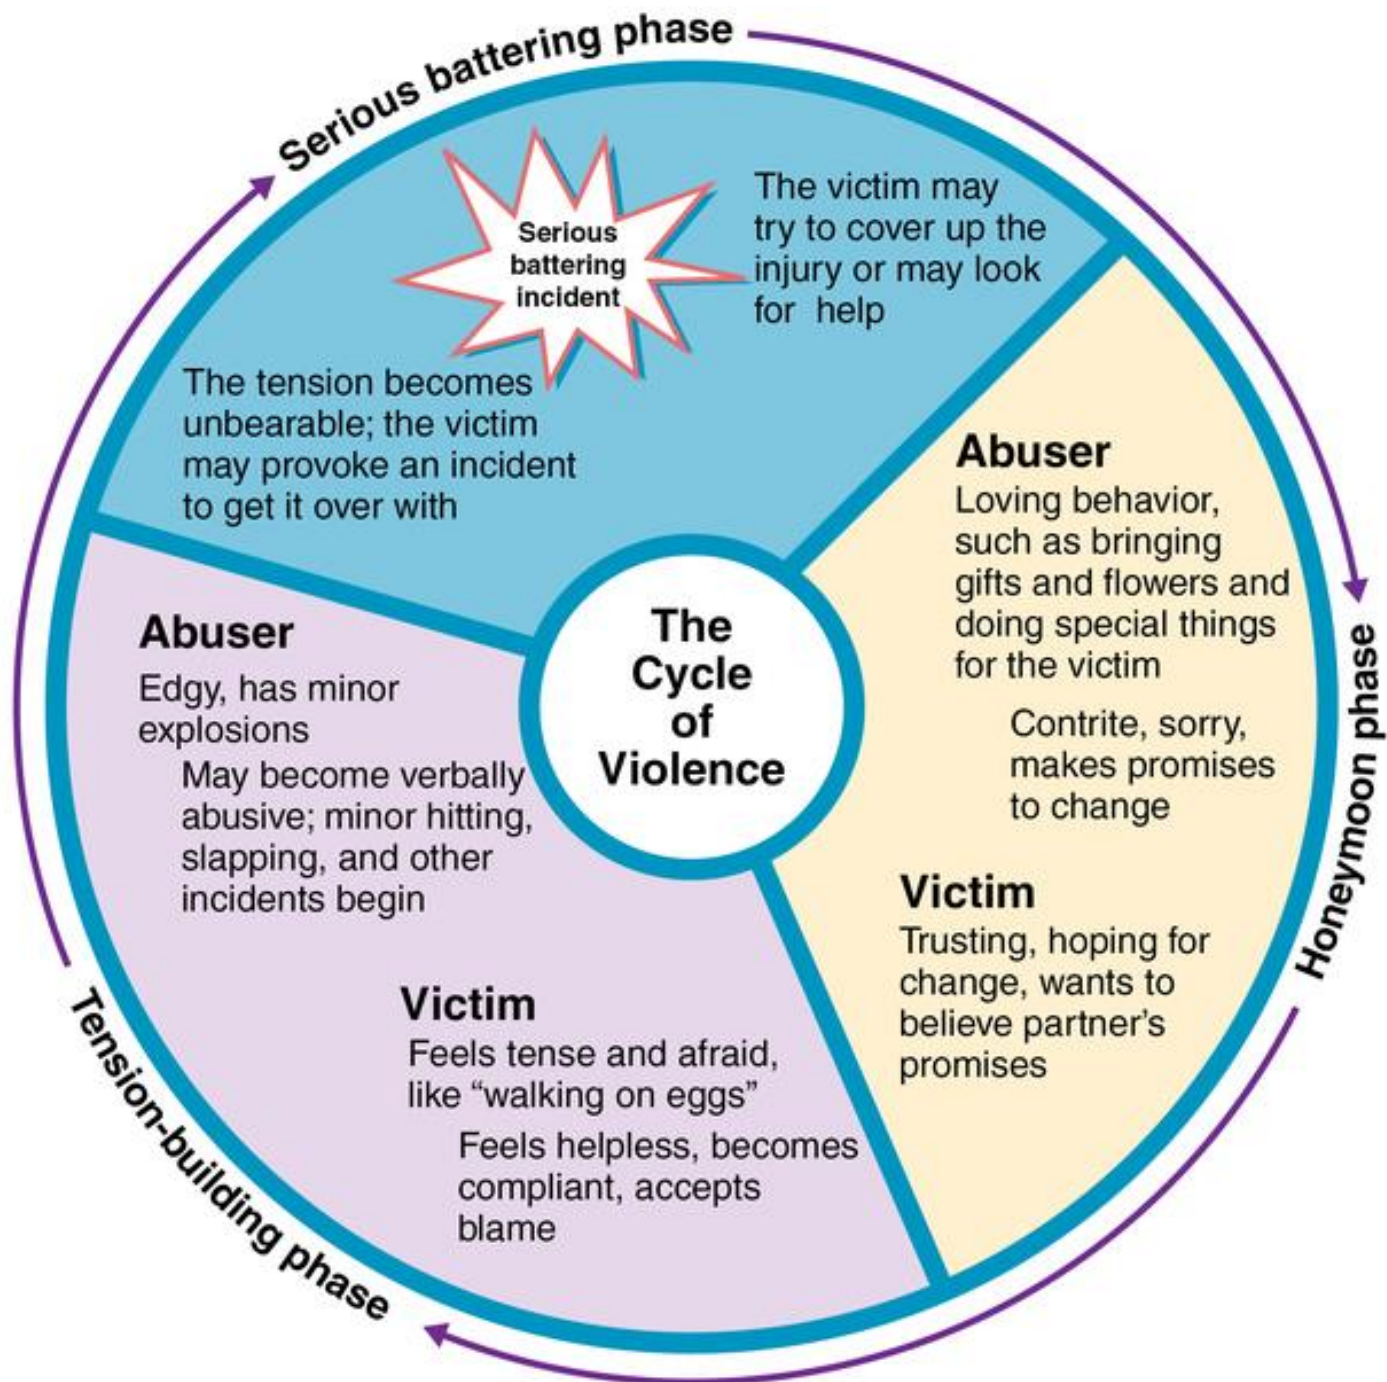 Serious battering phase
Serious
battering
incident
The victim may
try to cover up the
injury or may look
for help
The tension becomes
unbearable; the victim
may provoke an incident
to get it over with
Abuser
Loving behavior,
such as bringing
gifts and flowers and
doing special things
for the victim
Contrite, sorry,
makes promises
to change
Victim
Trusting, hoping for
change, wants to
believe partner's
promises
Honeymoon phase
The
Cycle
of
Violence
Abuser
Edgy, has minor
explosions
May become verbally
abusive; minor hitting,
slapping, and other
incidents begin
Victim
Feels tense and afraid,
like “walking on eggs”
Feels helpless, becomes
compliant, accepts
blame
Tension-building phase